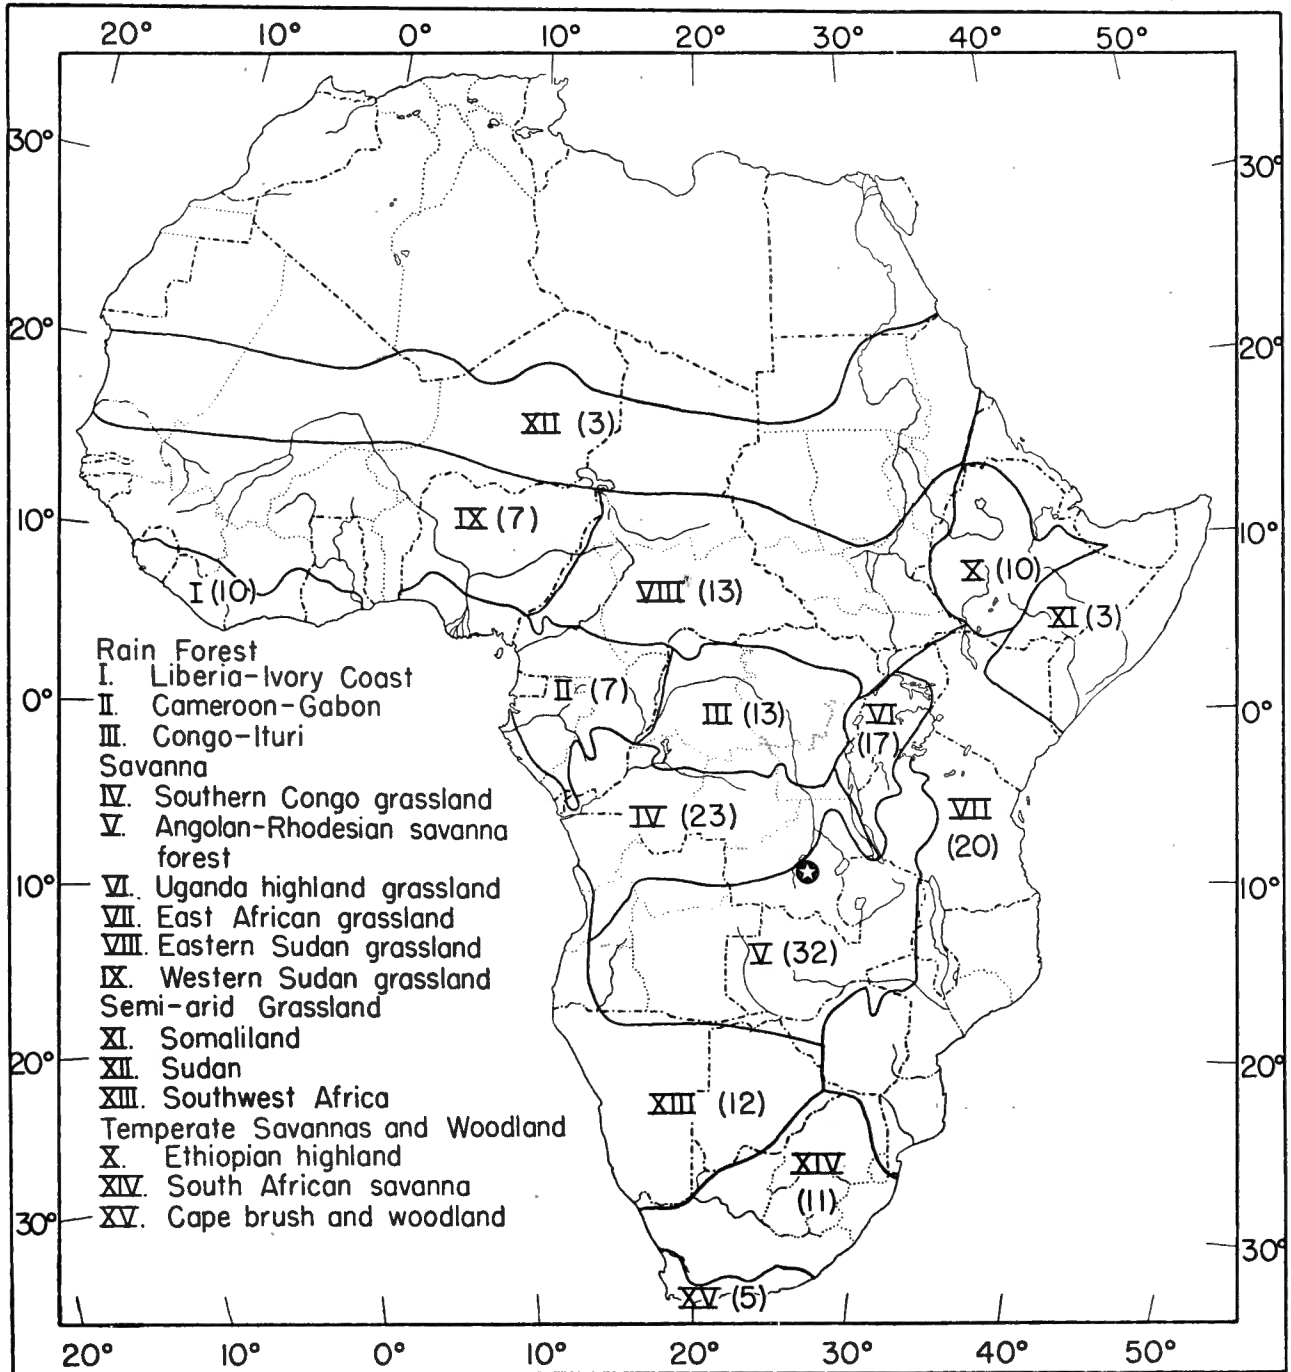 20° 10° 0° 10° 20° 30° 40° 50°
30° 30°
20° 20°
XII (3)
10° IX (7) 10°
X (10)
I (10) VIII (13)
XI (3)
Rain Forest
I. Liberia-Ivory Coast
II. Cameroon-Gabon
III. Congo-Ituri
Savanna
IV. Southern Congo grassland
V. Angolan-Rhodesian savanna
forest
VI. Uganda highland grassland
VII. East African grassland
VIII. Eastern Sudan grassland
IX. Western Sudan grassland
Semi-arid Grassland
XI. Somaliland
XII. Sudan
XIII. Southwest Africa
Temperate Savannas and Woodland
X. Ethiopian highland
XIV. South African savanna
XV. Cape brush and woodland
0° II (7) III (13) VI
(17) 0°
IV (23) VII
(20)
10° 10°
V (32)
20° 20°
XIII (12)
XIV
(11)
30° 30°
XV (5)
20° 10° 0° 10° 20° 30° 40° 50°